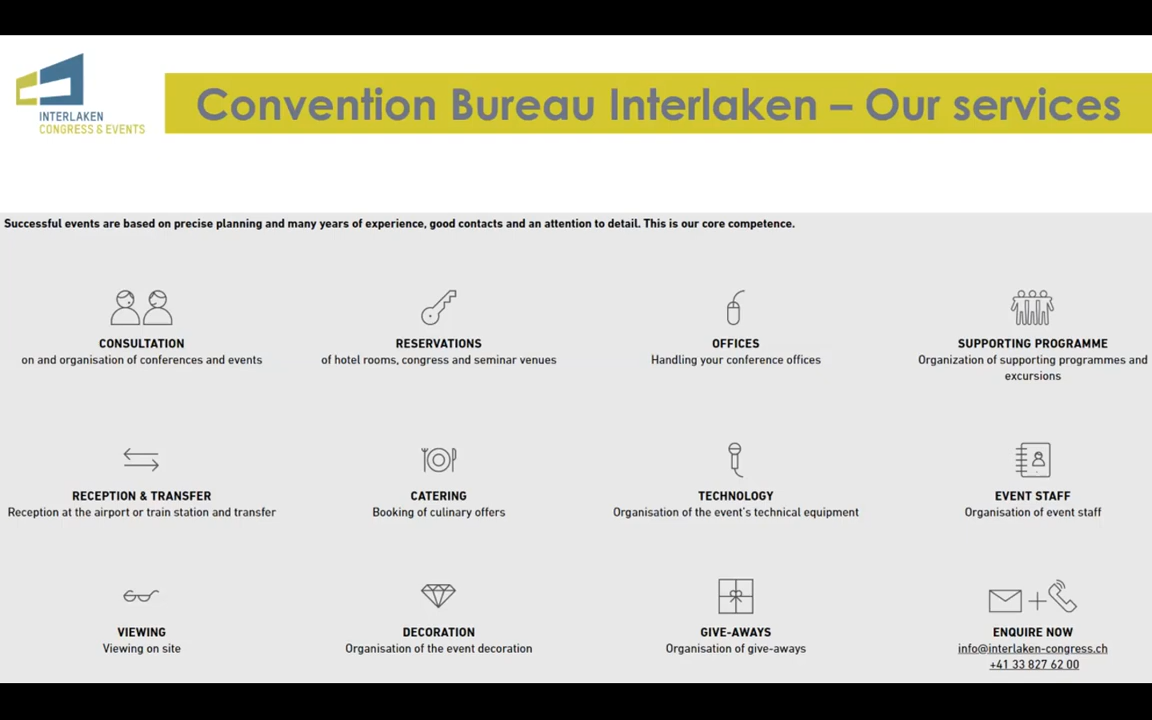 INTERLAKEN
CONGRESS & EVENTS
Convention Bureau Interlaken – Our services
Successful events are based on precise planning and many years of experience, good contacts and an attention to detail. This is our core competence.
CONSULTATION
on and organisation of conferences and events
RESERVATIONS
of hotel rooms, congress and seminar venues
OFFICES
Handling your conference offices
SUPPORTING PROGRAMME
Organization of supporting programmes and
excursions
RECEPTION & TRANSFER
Reception at the airport or train station and transfer
CATERING
Booking of culinary offers
TECHNOLOGY
Organisation of the event's technical equipment
EVENT STAFF
Organisation of event staff
VIEWING
Viewing on site
DECORATION
Organisation of the event decoration
GIVE-AWAYS
Organisation of give-aways
ENQUIRE NOW
info@interlaken-congress.ch
+41 33 827 62 00